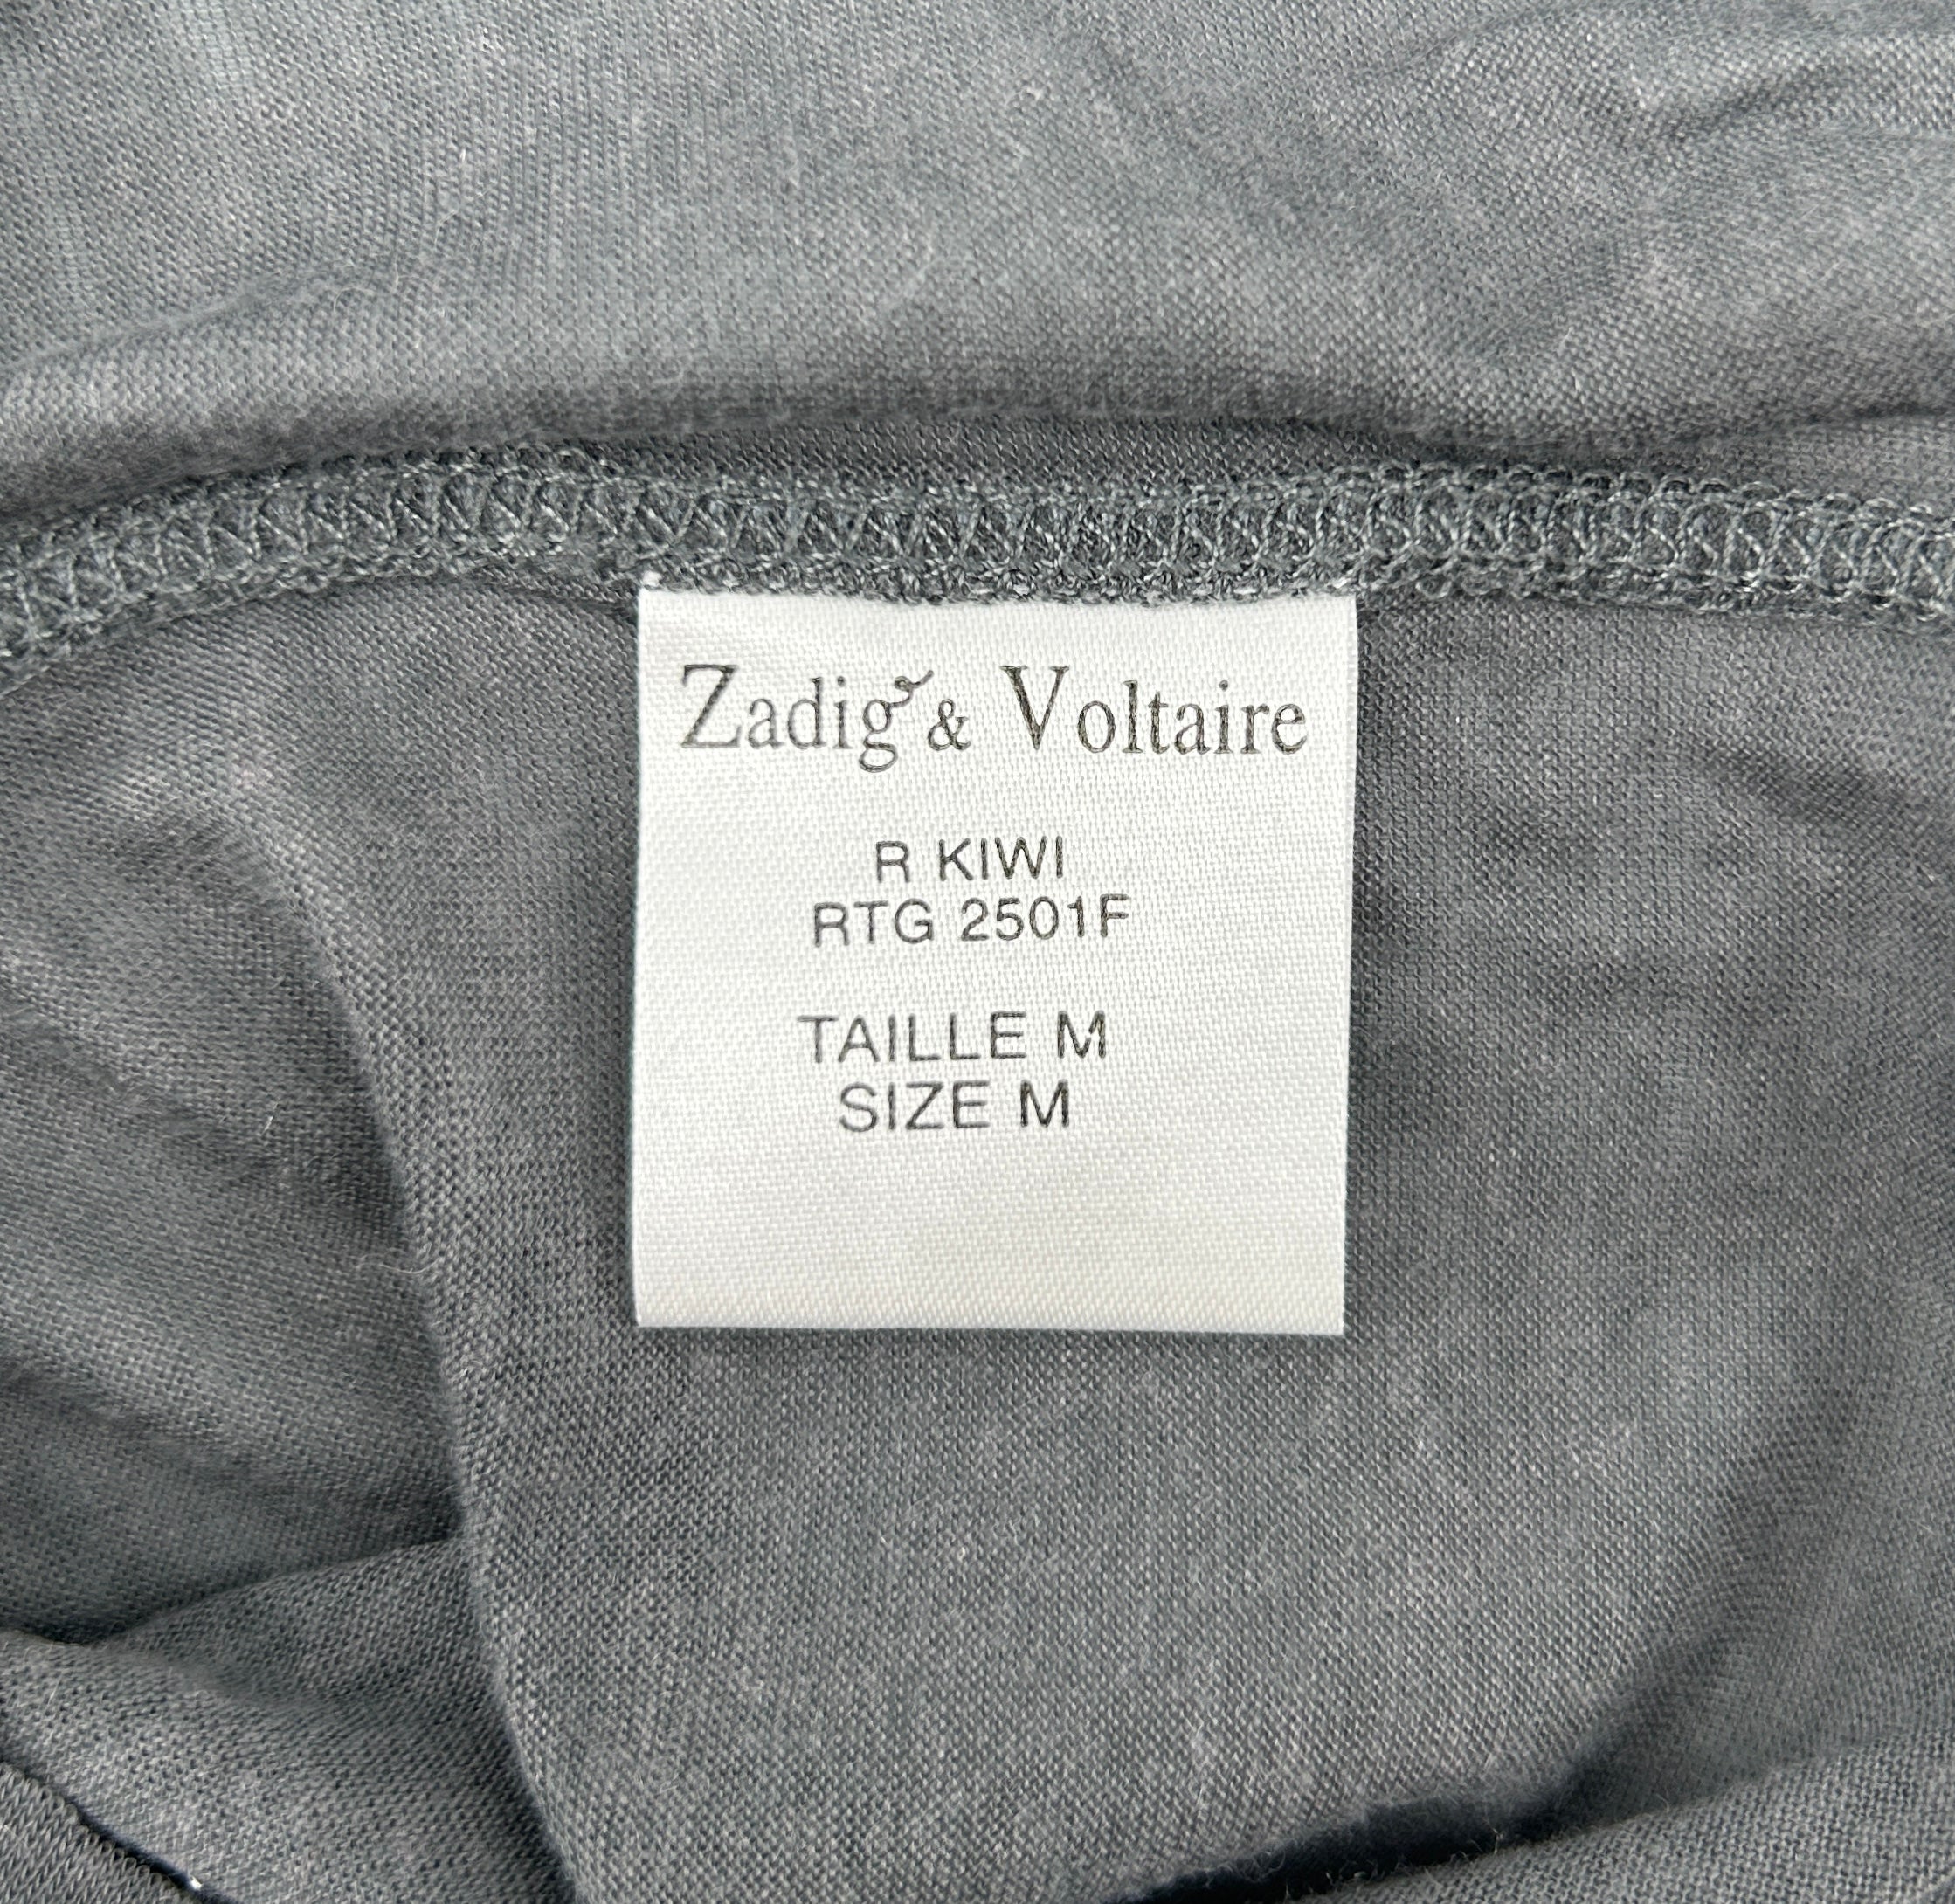 Zadig & Voltaire
R KIWI
RTG 2501F
TAILLE M
SIZE M